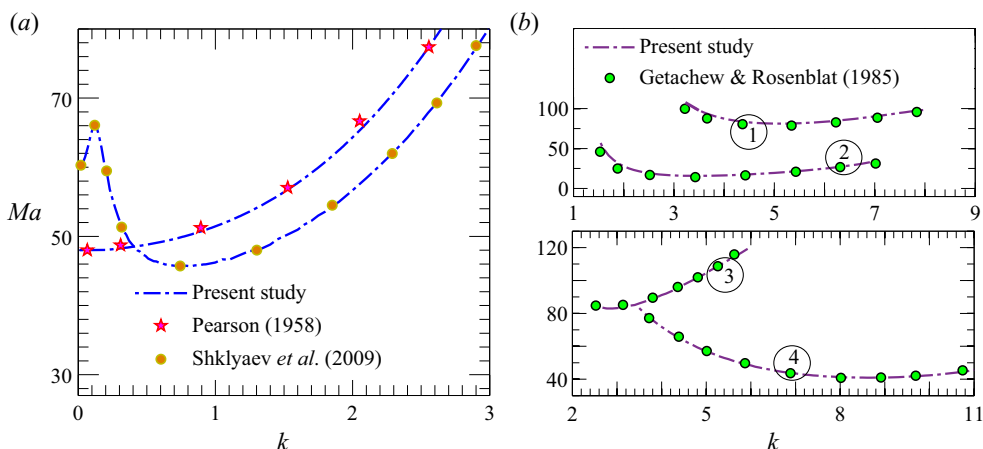 (a)
70
50
30
Ma
0
1
2
3
k
Present study
Pearson (1958)
Shklyaev et al. (2009)
(b)
Present study
Getachew & Rosenblat (1985)
100
50
0
1
3
5
7
9
1
2
120
80
40
2
5
8
11
k
3
4